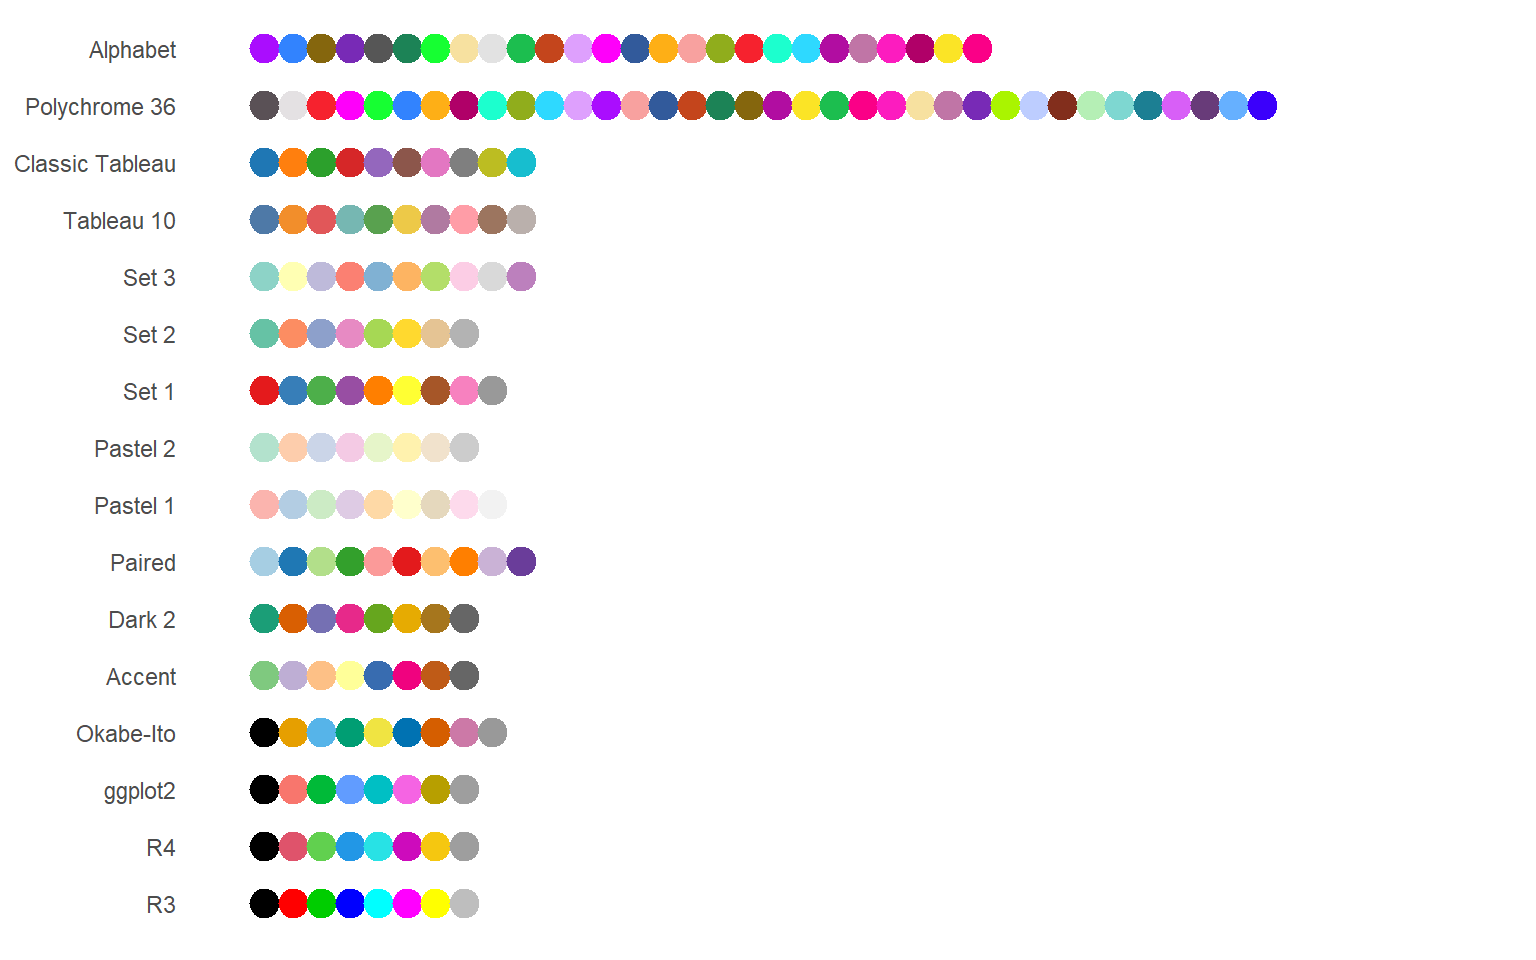 Alphabet
Polychrome 36
Classic Tableau
Tableau 10
Set 3
Set 2
Set 1
Pastel 2
Pastel 1
Paired
Dark 2
Accent
Okabe-Ito
ggplot2
R4
R3